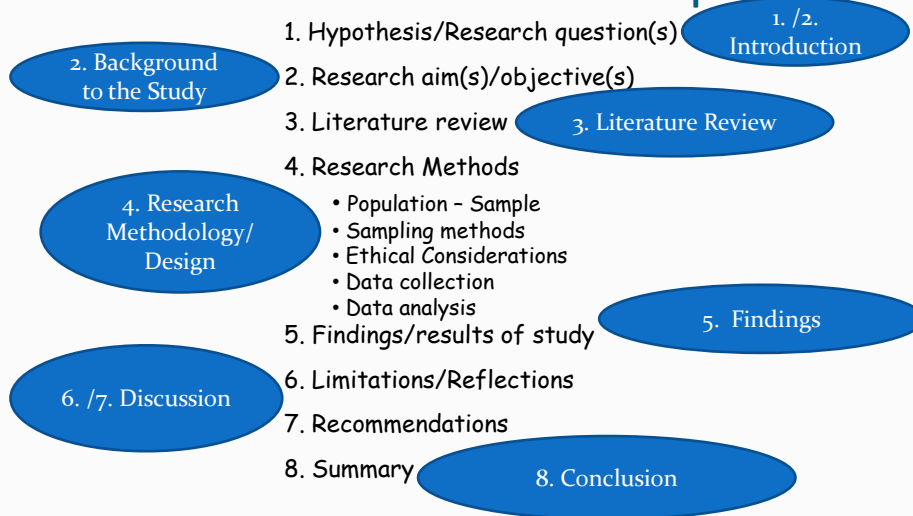 1. Hypothesis/Research question(s)
1. /2.
Introduction
2. Background
to the Study
2. Research aim(s)/objective(s)
3. Literature review
3. Literature Review
4. Research Methods
4. Research
Methodology/
Design
• Population – Sample
• Sampling methods
• Ethical Considerations
• Data collection
• Data analysis
5. Findings/results of study
5. Findings
6. /7. Discussion
6. Limitations/Reflections
7. Recommendations
8. Summary
8. Conclusion